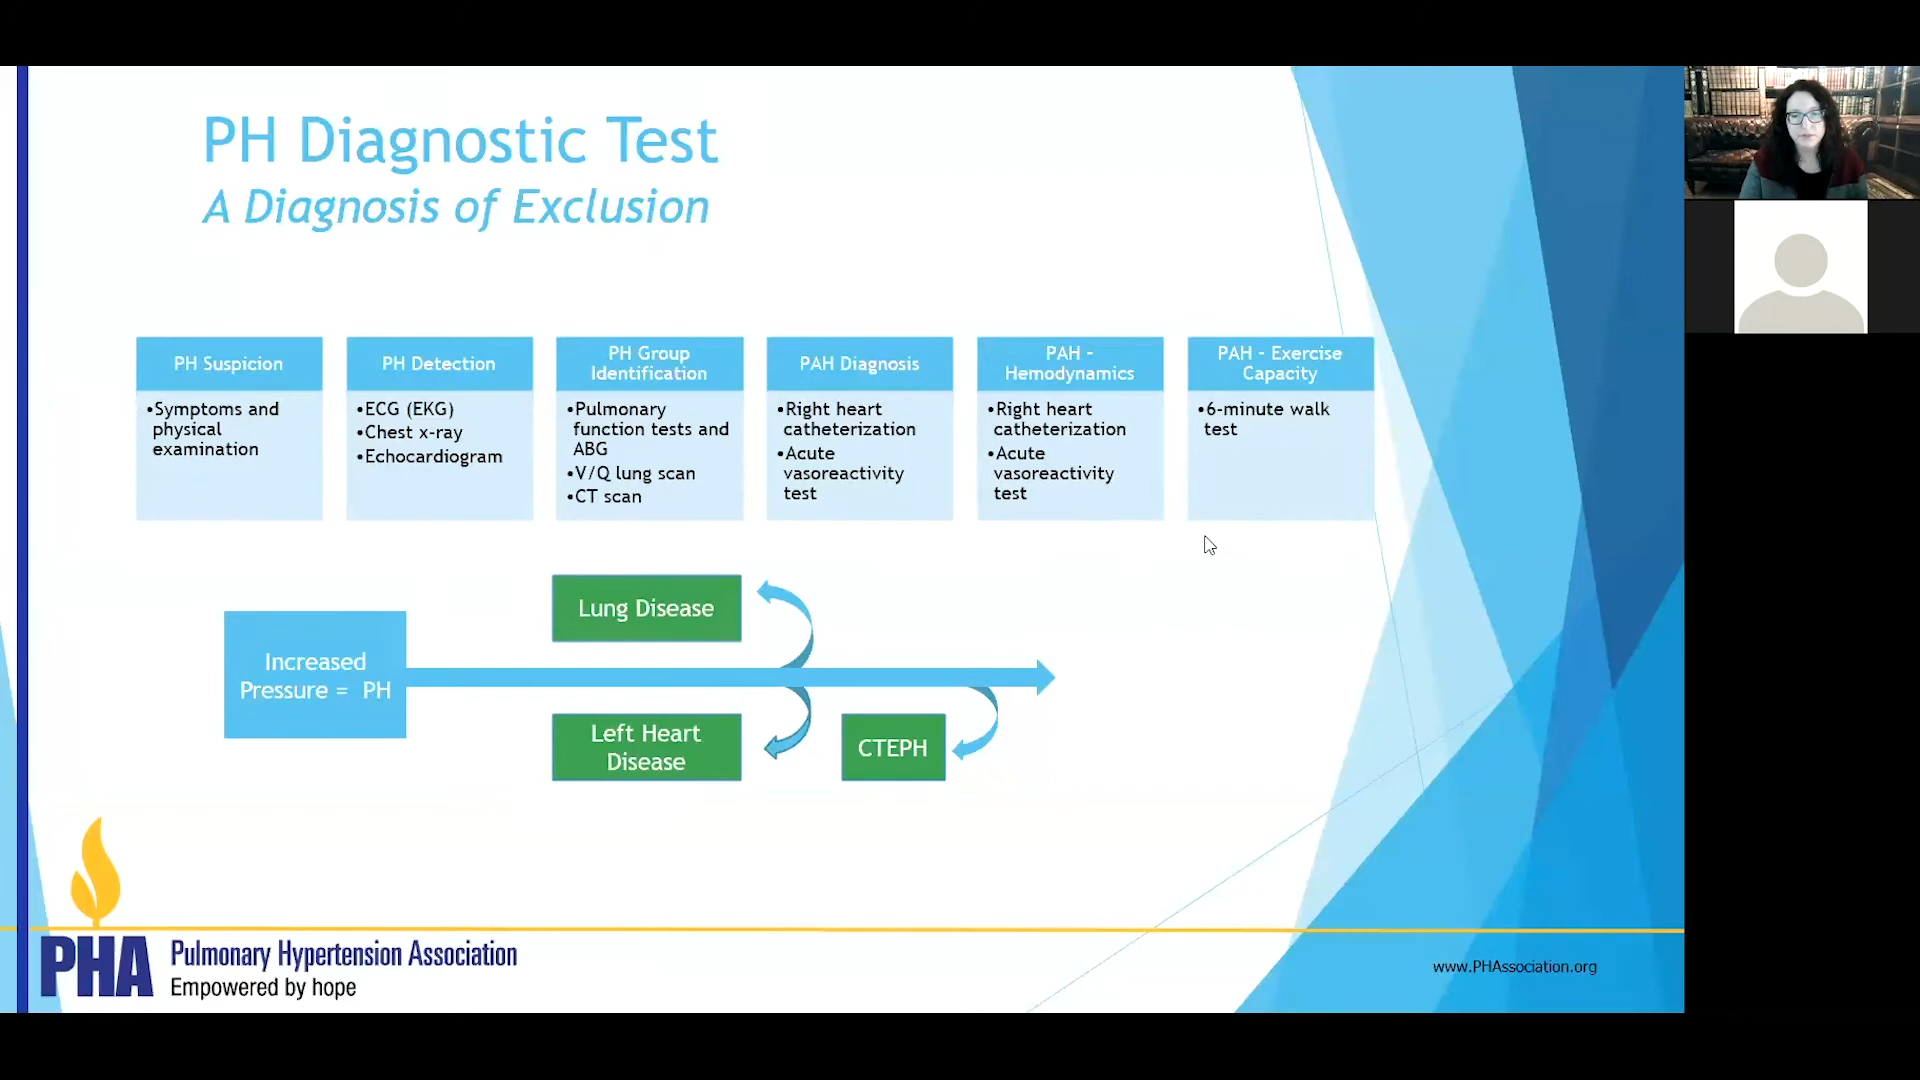 PH Diagnostic Test
A Diagnosis of Exclusion
PH Suspicion
•Symptoms and
physical
examination
PH Detection
•ECG (EKG)
•Chest x-ray
•Echocardiogram
PH Group
Identification
•Pulmonary
function tests and
ABG
•V/Q lung scan
•CT scan
PAH Diagnosis
•Right heart
catheterization
•Acute
vasoreactivity
test
PAH -
Hemodynamics
•Right heart
catheterization
•Acute
vasoreactivity
test
PAH - Exercise
Capacity
•6-minute walk
test
Increased
Pressure = PH
Lung Disease
Left Heart
Disease
CTEPH
PHA
Pulmonary Hypertension Association
Empowered by hope
www.PHAssociation.org